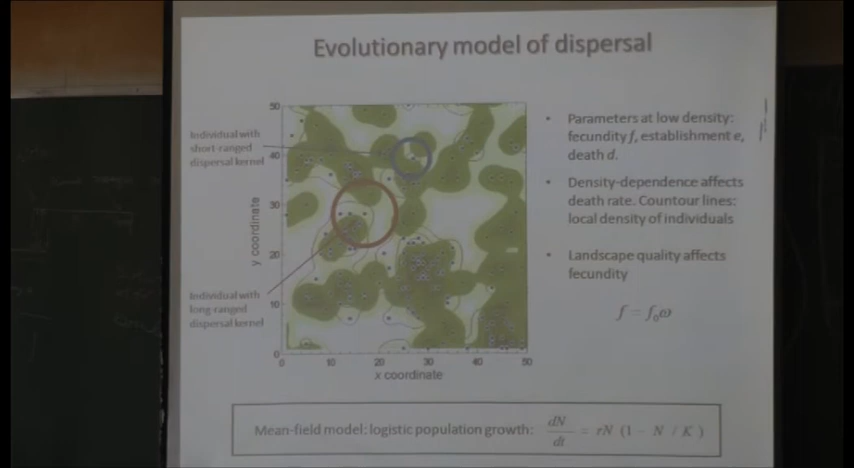 Evolutionary model of dispersal
Individual with
short-ranged
dispersal kernel
Individual with
long-ranged
dispersal kernel
y coordinate
50
40
30
20
10
0
0 10 20 30 40 50
x coordinate
• Parameters at low density:
fecundity f, establishment e,
death d.
• Density-dependence affects
death rate. Countour lines:
local density of individuals
• Landscape quality affects
fecundity
f = f₀ω
Mean-field model: logistic population growth: dN/dt = rN (1 − N / K)